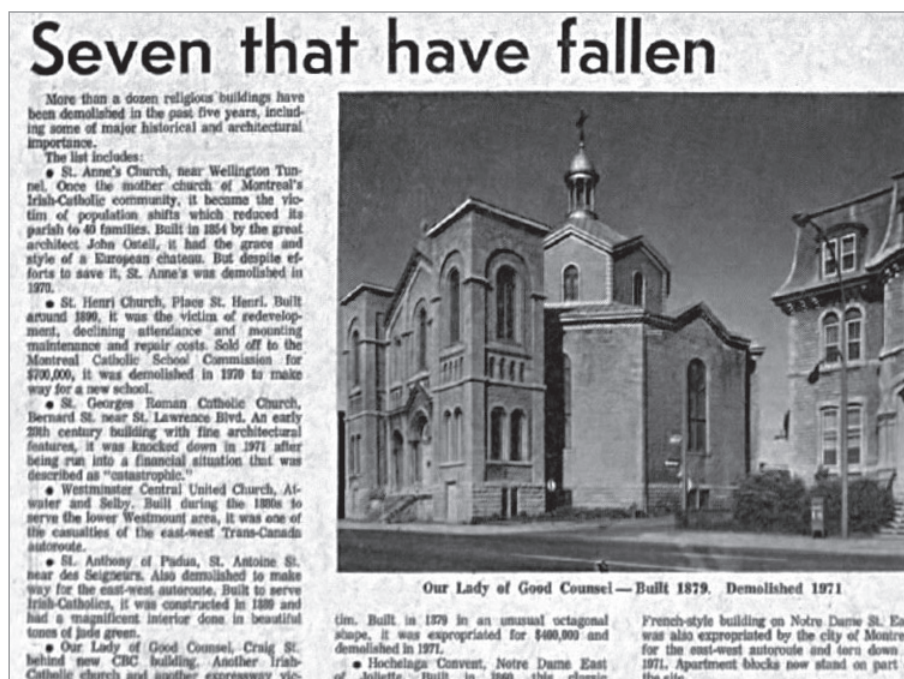 Seven that have fallen
More than a dozen religious buildings have
been demolished in the past five years, includ-
ing some of major historical and architectural
importance.
The list includes:
● St. Anne's Church, near Wellington Tun-
nel. Once the mother church of Montreal's
Irish-Catholic community, it became the vic-
tim of population shifts which reduced its
parish to 40 families. Built in 1854 by the great
architect John Ostell, it had the grace and
style of a European chateau. But despite ef-
forts to save it, St. Anne's was demolished in
1970.
● St. Henri Church, Place St. Henri. Built
around 1890, it was the victim of redevelop-
ment, declining attendance and mounting
maintenance and repair costs. Sold off to the
Montreal Catholic School Commission for
$700,000, it was demolished in 1970 to make
way for a new school.
● St. Georges Roman Catholic Church,
Bernard St. near St. Lawrence Blvd. An early
20th century building with fine architectural
features, it was knocked down in 1971 after
being run into a financial situation that was
described as "catastrophic."
● Westminster Central United Church, At-
water and Selby. Built during the 1880s to
serve the lower Westmount area, it was one of
the casualties of the east-west Trans-Canada
autoroute.
● St. Anthony of Padua, St. Antoine St.
near des Seigneurs. Also demolished to make
way for the east-west autoroute. Built to serve
Irish-Catholics, it was constructed in and
had a magnificent interior done in beautiful
tones of jade green.
● Our Lady of Good Counsel, Craig St.
behind new CBC building. Another Irish-
Catholic church and another expressway vic-
Our Lady of Good Counsel—Built 1879. Demolished 1971
tim. Built in 1879 in an unusual octagonal
shape, it was expropriated for $400,000 and
demolished in 1971.
● Hochelaga Convent, Notre Dame East
of Joliette. Built in 1860, this classic
French-style building on Notre Dame St. Ea
was also expropriated by the city of Montre
for the east-west autoroute and torn down
1971. Apartment blocks now stand on part
the site.